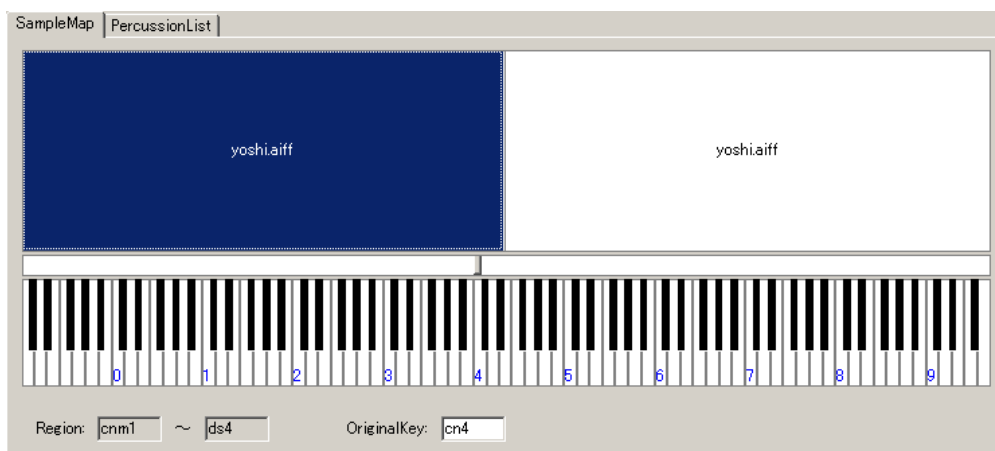 SampleMap PercussionList
yoshi.aiff yoshi.aiff
0 1 2 3 4 5 6 7 8 9
Region: cnm1 ～ ds4 OriginalKey: cn4